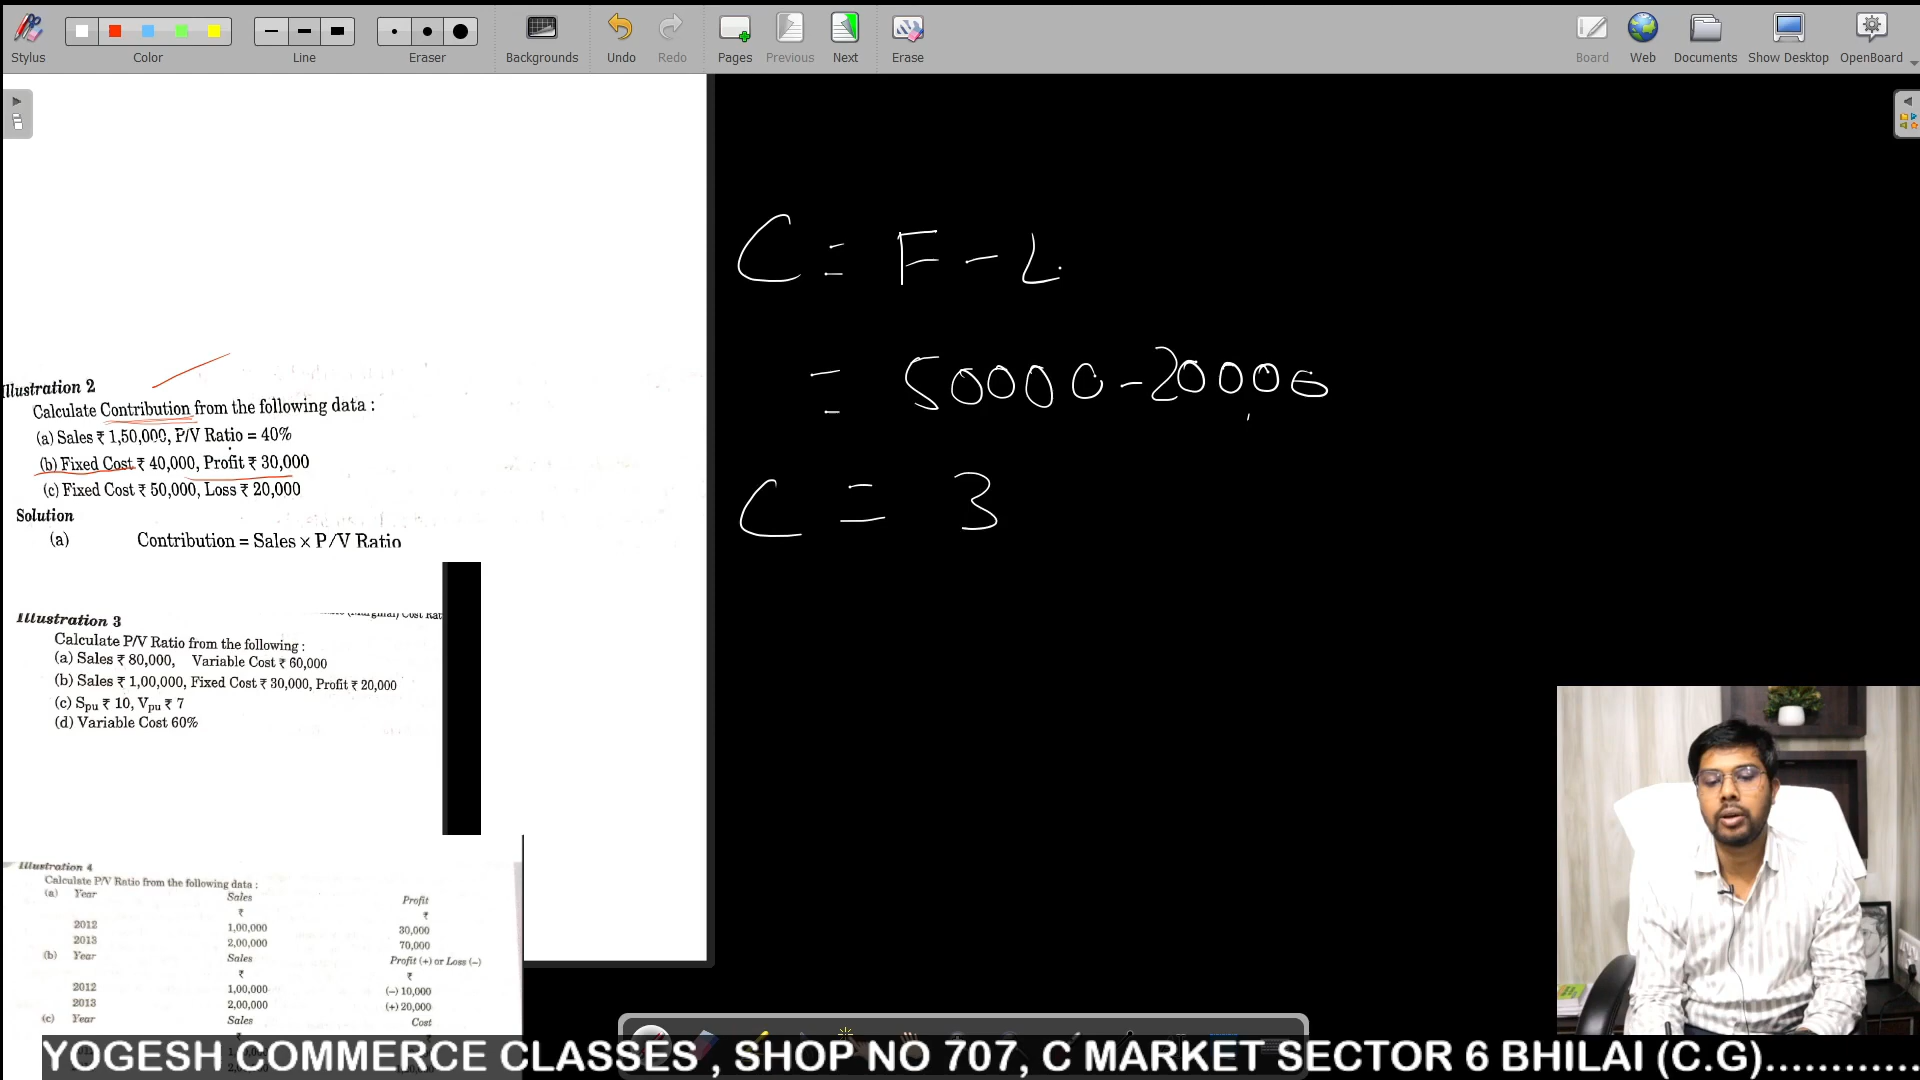 Stylus Color Line Eraser Backgrounds Undo Redo Pages Previous Next Erase Board Web Documents Show Desktop OpenBoard
Illustration 2
Calculate Contribution from the following data :
(a) Sales ₹ 1,50,000, P/V Ratio = 40%
(b) Fixed Cost ₹ 40,000, Profit ₹ 30,000
(c) Fixed Cost ₹ 50,000, Loss ₹ 20,000
Solution
(a) Contribution = Sales × P/V Ratio
(Marginal) Cost Rat
Illustration 3
Calculate P/V Ratio from the following :
(a) Sales ₹ 80,000, Variable Cost ₹ 60,000
(b) Sales ₹ 1,00,000, Fixed Cost ₹ 30,000, Profit ₹ 20,000
(c) Spu ₹ 10, Vpu ₹ 7
(d) Variable Cost 60%
Illustration 4
Calculate P/V Ratio from the following data :
(a) Year Sales Profit
₹ ₹
2012 1,00,000 30,000
2013 2,00,000 70,000
(b) Year Sales Profit (+) or Loss (–)
₹ ₹
2012 1,00,000 (–) 10,000
2013 2,00,000 (+) 20,000
(c) Year Sales Cost
C = F - L
= 50000 - 20000
C = 3
YOGESH COMMERCE CLASSES , SHOP NO 707, C MARKET SECTOR 6 BHILAI (C.G)............